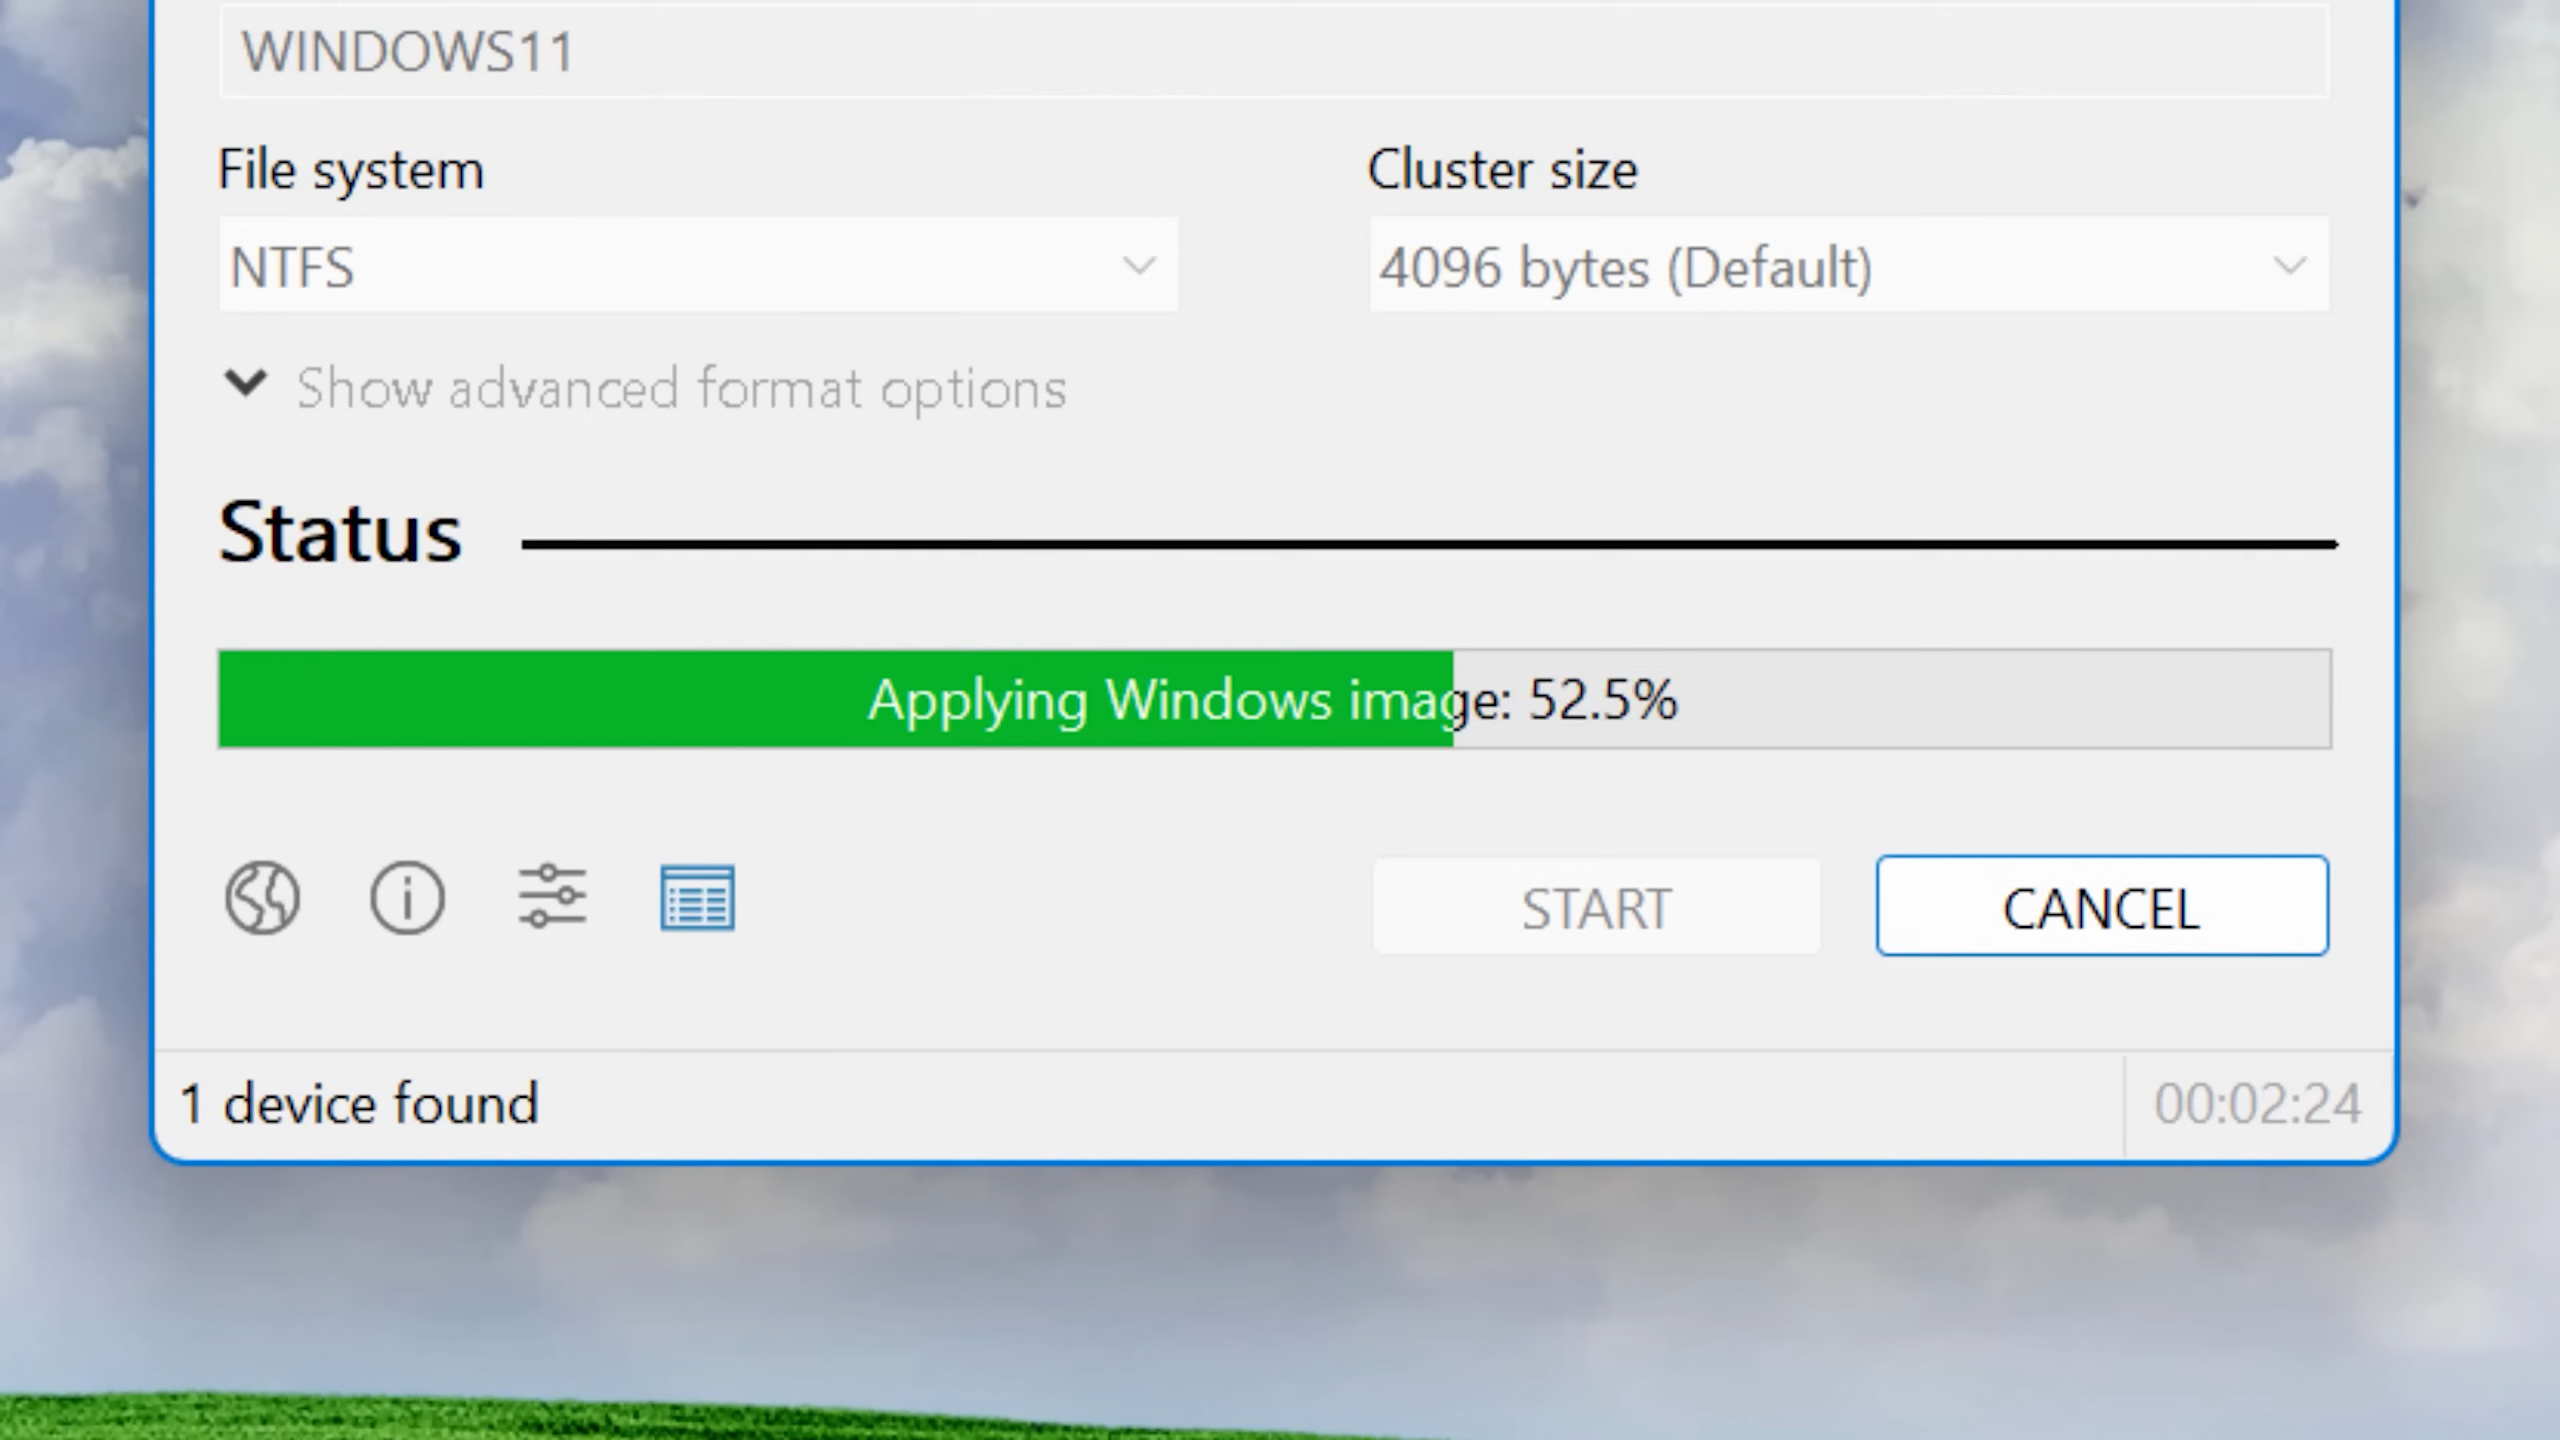 WINDOWS11
File system
Cluster size
NTFS
4096 bytes (Default)
Show advanced format options
Status
Applying Windows image: 52.5%
START
CANCEL
1 device found
00:02:24